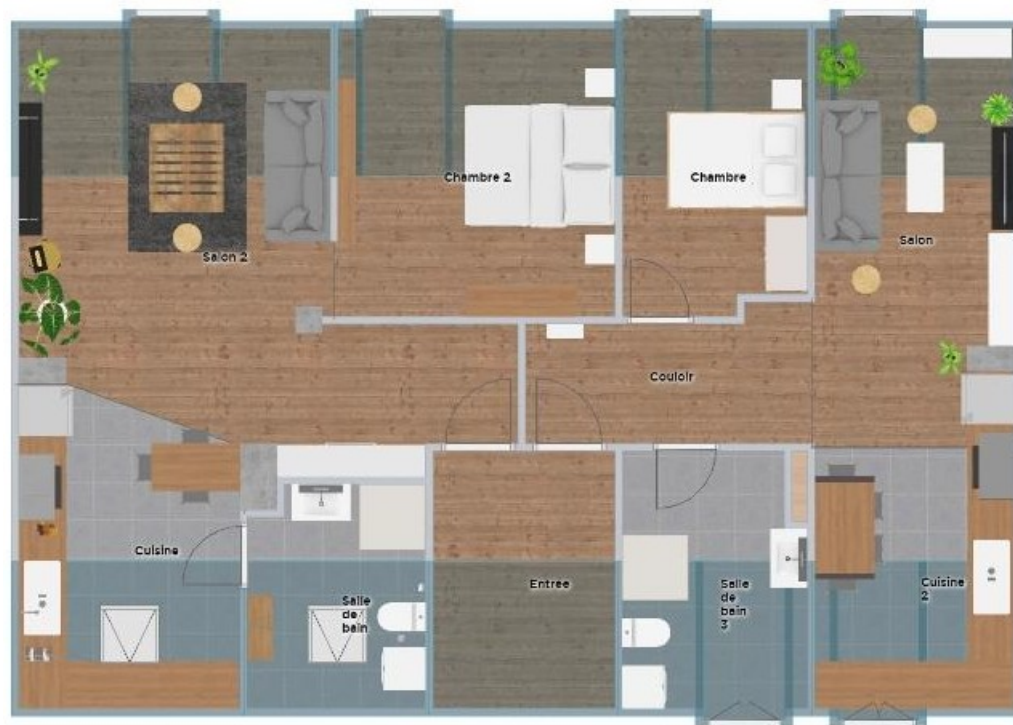 Chambre 2
Chambre
Salon 2
Salon
Couloir
Cuisine
Entree
Salle
de
bain
Salle
de
bain
3
Cuisine
2